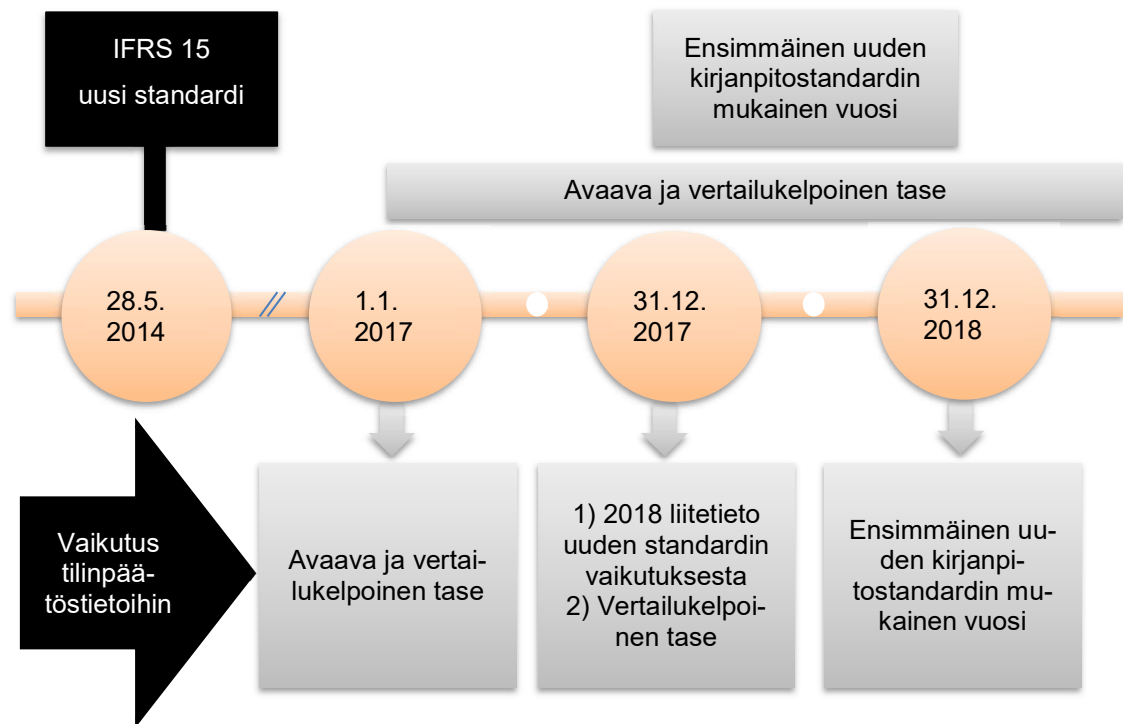 IFRS 15
uusi standardi
Ensimmäinen uuden
kirjanpitostandardin
mukainen vuosi
Avaava ja vertailukelpoinen tase
28.5.
2014
1.1.
2017
31.12.
2017
31.12.
2018
Vaikutus
tilinpää-
töstietoihin
Avaava ja vertai-
lukelpoinen tase
1) 2018 liitetieto
uuden standardin
vaikutuksesta
2) Vertailukelpoi-
nen tase
Ensimmäinen uu-
den kirjanpi-
tostandardin mu-
kainen vuosi